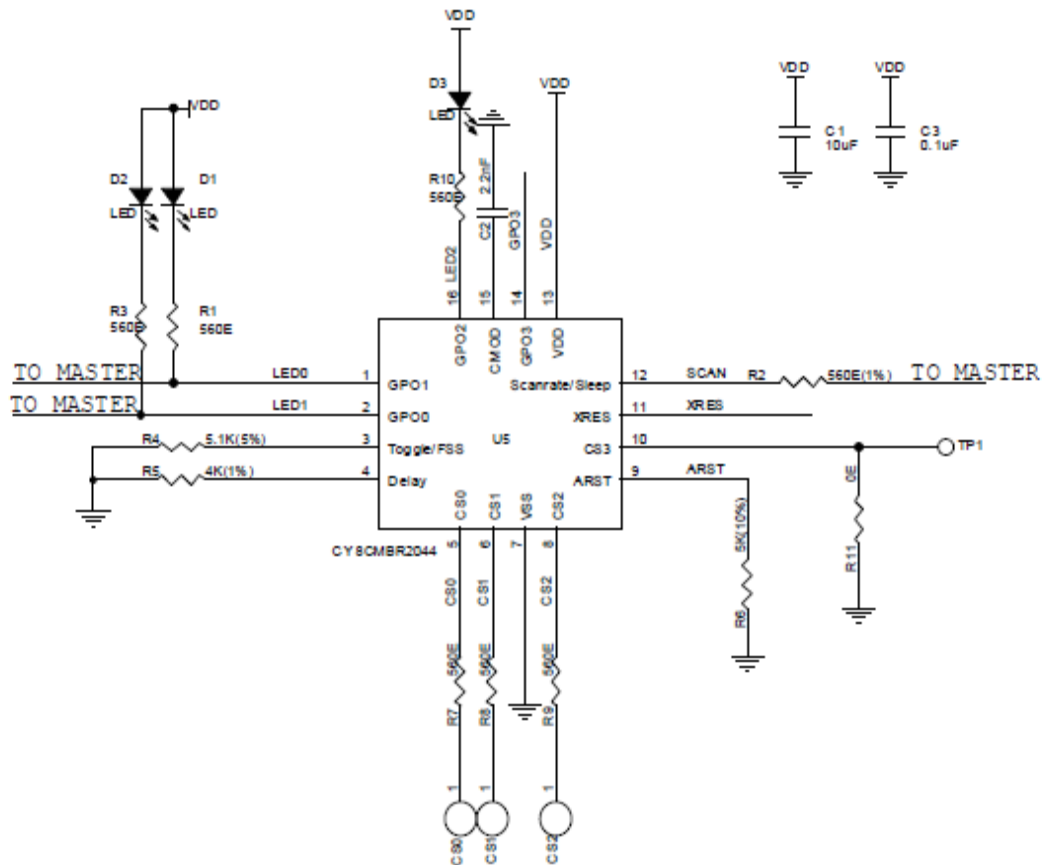 VDD
D3
LED
VDD
VDD
VDD
C1
10uF
C3
0.1uF
VDD
D2
D1
LED
LED
R10
560E
2.2nF
C2
GPO3
VDD
LED2
R3
560E
R1
560E
16
15
14
13
GPO2
CMOD
GPO3
VDD
TO MASTER
LED0
1
GPO1
Scanrate/Sleep
12
SCAN
R2
560E(1%)
TO MASTER
TO MASTER
LED1
2
GPO0
XRES
11
XRES
R4
5.1K(5%)
3
Toggle/FSS
U5
CS3
10
TP1
R5
4K(1%)
4
Delay
ARST
9
ARST
CS0
CS1
VSS
CS2
0E
R11
5K(10%)
R6
CY8CMBR2044
5
6
7
8
CS0
CS1
CS2
560E
560E
560E
R7
R8
R9
1
1
1
CS0
CS1
CS2